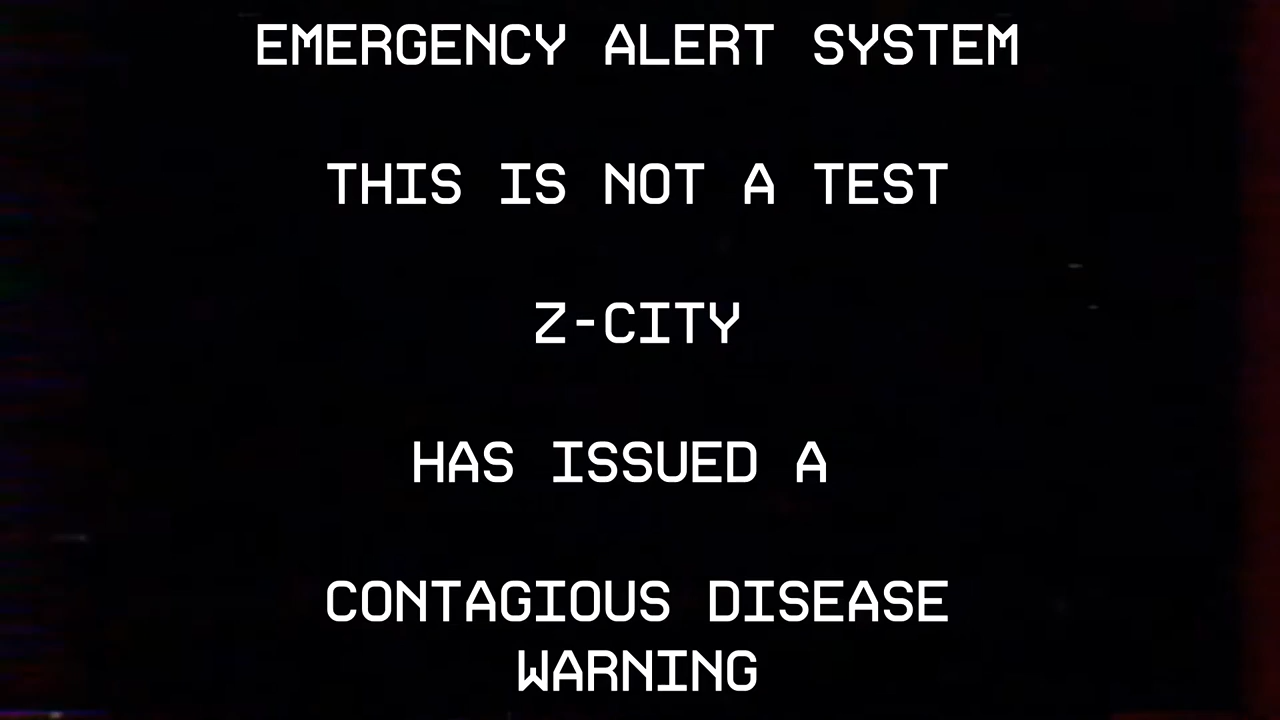 EMERGENCY ALERT SYSTEM
THIS IS NOT A TEST
Z-CITY
HAS ISSUED A
CONTAGIOUS DISEASE
WARNING